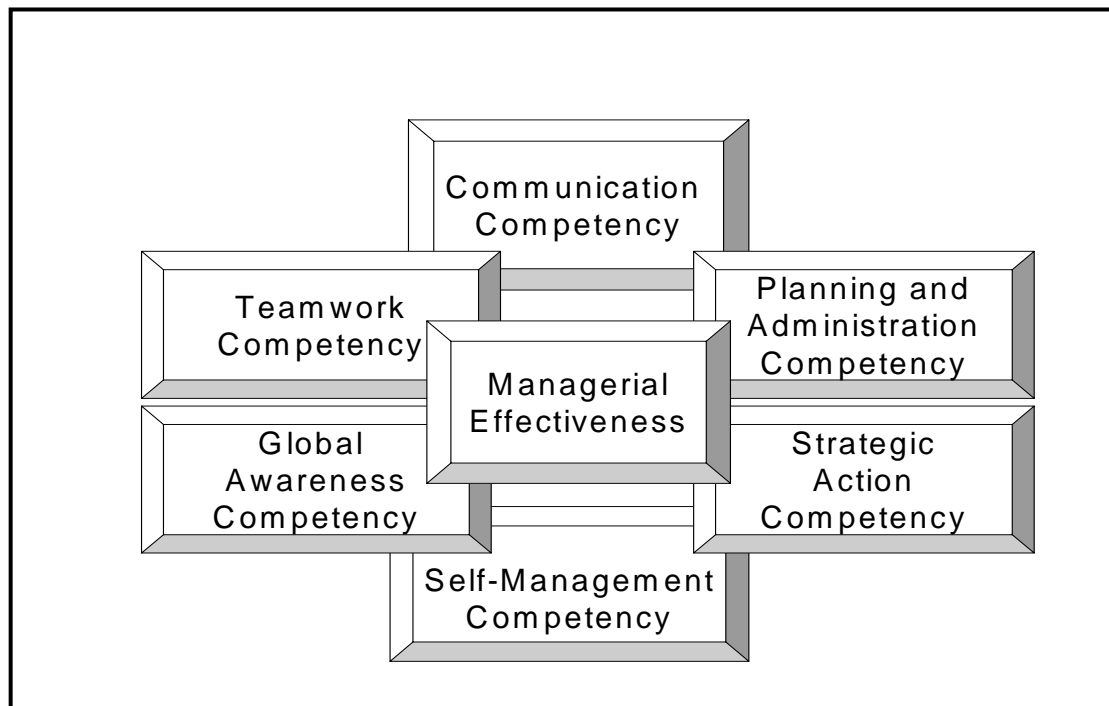 Communication
Competency
Teamwork
Competency
Planning and
Administration
Competency
Managerial
Effectiveness
Global
Awareness
Competency
Strategic
Action
Competency
Self-Management
Competency